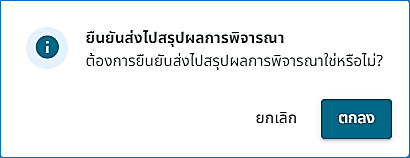 ยืนยันส่งไปสรุปผลการพิจารณา
ต้องการยืนยันส่งไปสรุปผลการพิจารณาใช่หรือไม่?
ยกเลิก
ตกลง